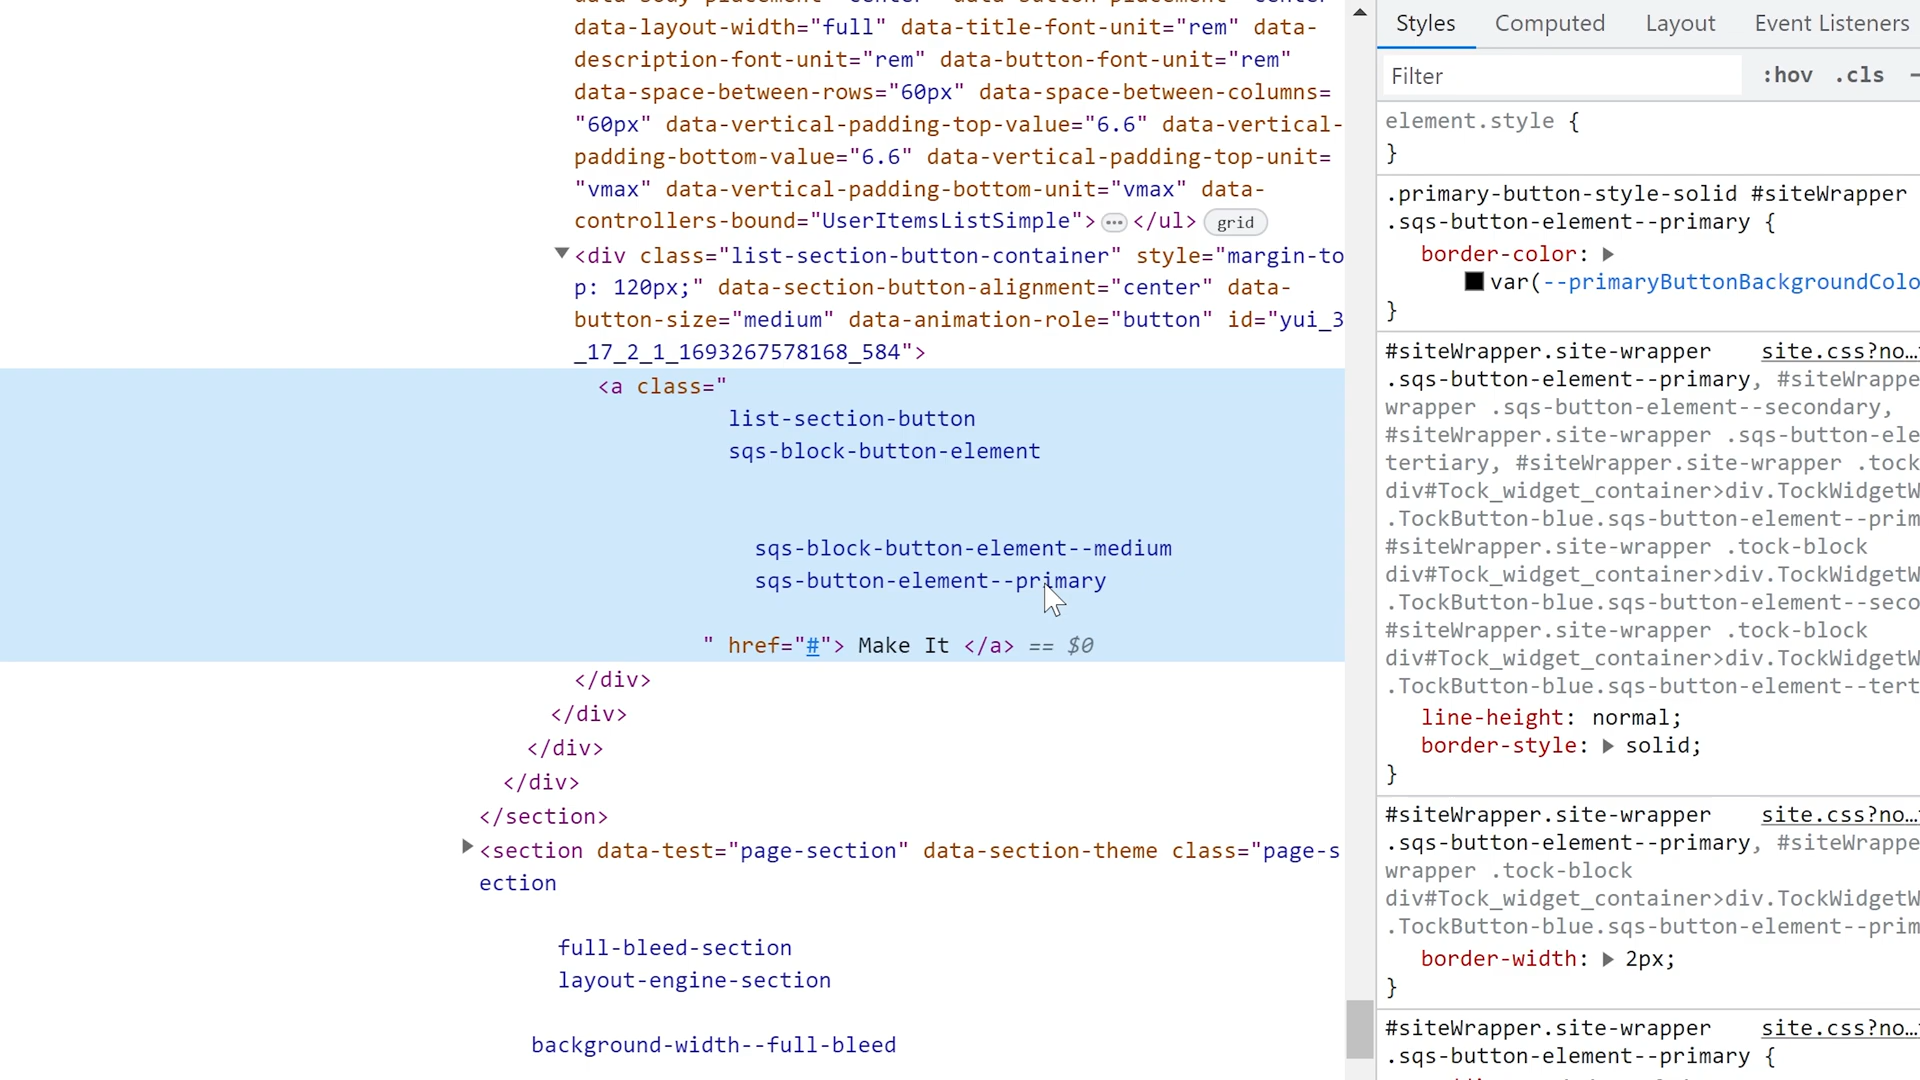 data-layout-width="full" data-title-font-unit="rem" data-
description-font-unit="rem" data-button-font-unit="rem"
data-space-between-rows="60px" data-space-between-columns=
"60px" data-vertical-padding-top-value="6.6" data-vertical-
padding-bottom-value="6.6" data-vertical-padding-top-unit=
"vmax" data-vertical-padding-bottom-unit="vmax" data-
controllers-bound="UserItemsListSimple"> ⋯ </ul> grid
<div class="list-section-button-container" style="margin-to
p: 120px;" data-section-button-alignment="center" data-
button-size="medium" data-animation-role="button" id="yui_3
_17_2_1_1693267578168_584">
<a class="
list-section-button
sqs-block-button-element
sqs-block-button-element--medium
sqs-button-element--primary
" href="#"> Make It </a> == $0
</div>
</div>
</div>
</div>
</section>
<section data-test="page-section" data-section-theme class="page-s
ection
full-bleed-section
layout-engine-section
background-width--full-bleed
Styles Computed Layout Event Listeners
Filter :hov .cls
element.style {
}
.primary-button-style-solid #siteWrapper
.sqs-button-element--primary {
border-color:
var(--primaryButtonBackgroundColo
}
#siteWrapper.site-wrapper site.css?no…
.sqs-button-element--primary, #siteWrappe
wrapper .sqs-button-element--secondary,
#siteWrapper.site-wrapper .sqs-button-ele
tertiary, #siteWrapper.site-wrapper .tock
div#Tock_widget_container>div.TockWidgetW
.TockButton-blue.sqs-button-element--prim
#siteWrapper.site-wrapper .tock-block
div#Tock_widget_container>div.TockWidgetW
.TockButton-blue.sqs-button-element--seco
#siteWrapper.site-wrapper .tock-block
div#Tock_widget_container>div.TockWidgetW
.TockButton-blue.sqs-button-element--tert
line-height: normal;
border-style: solid;
}
#siteWrapper.site-wrapper site.css?no…
.sqs-button-element--primary, #siteWrappe
wrapper .tock-block
div#Tock_widget_container>div.TockWidgetW
.TockButton-blue.sqs-button-element--prim
border-width: 2px;
}
#siteWrapper.site-wrapper site.css?no…
.sqs-button-element--primary {